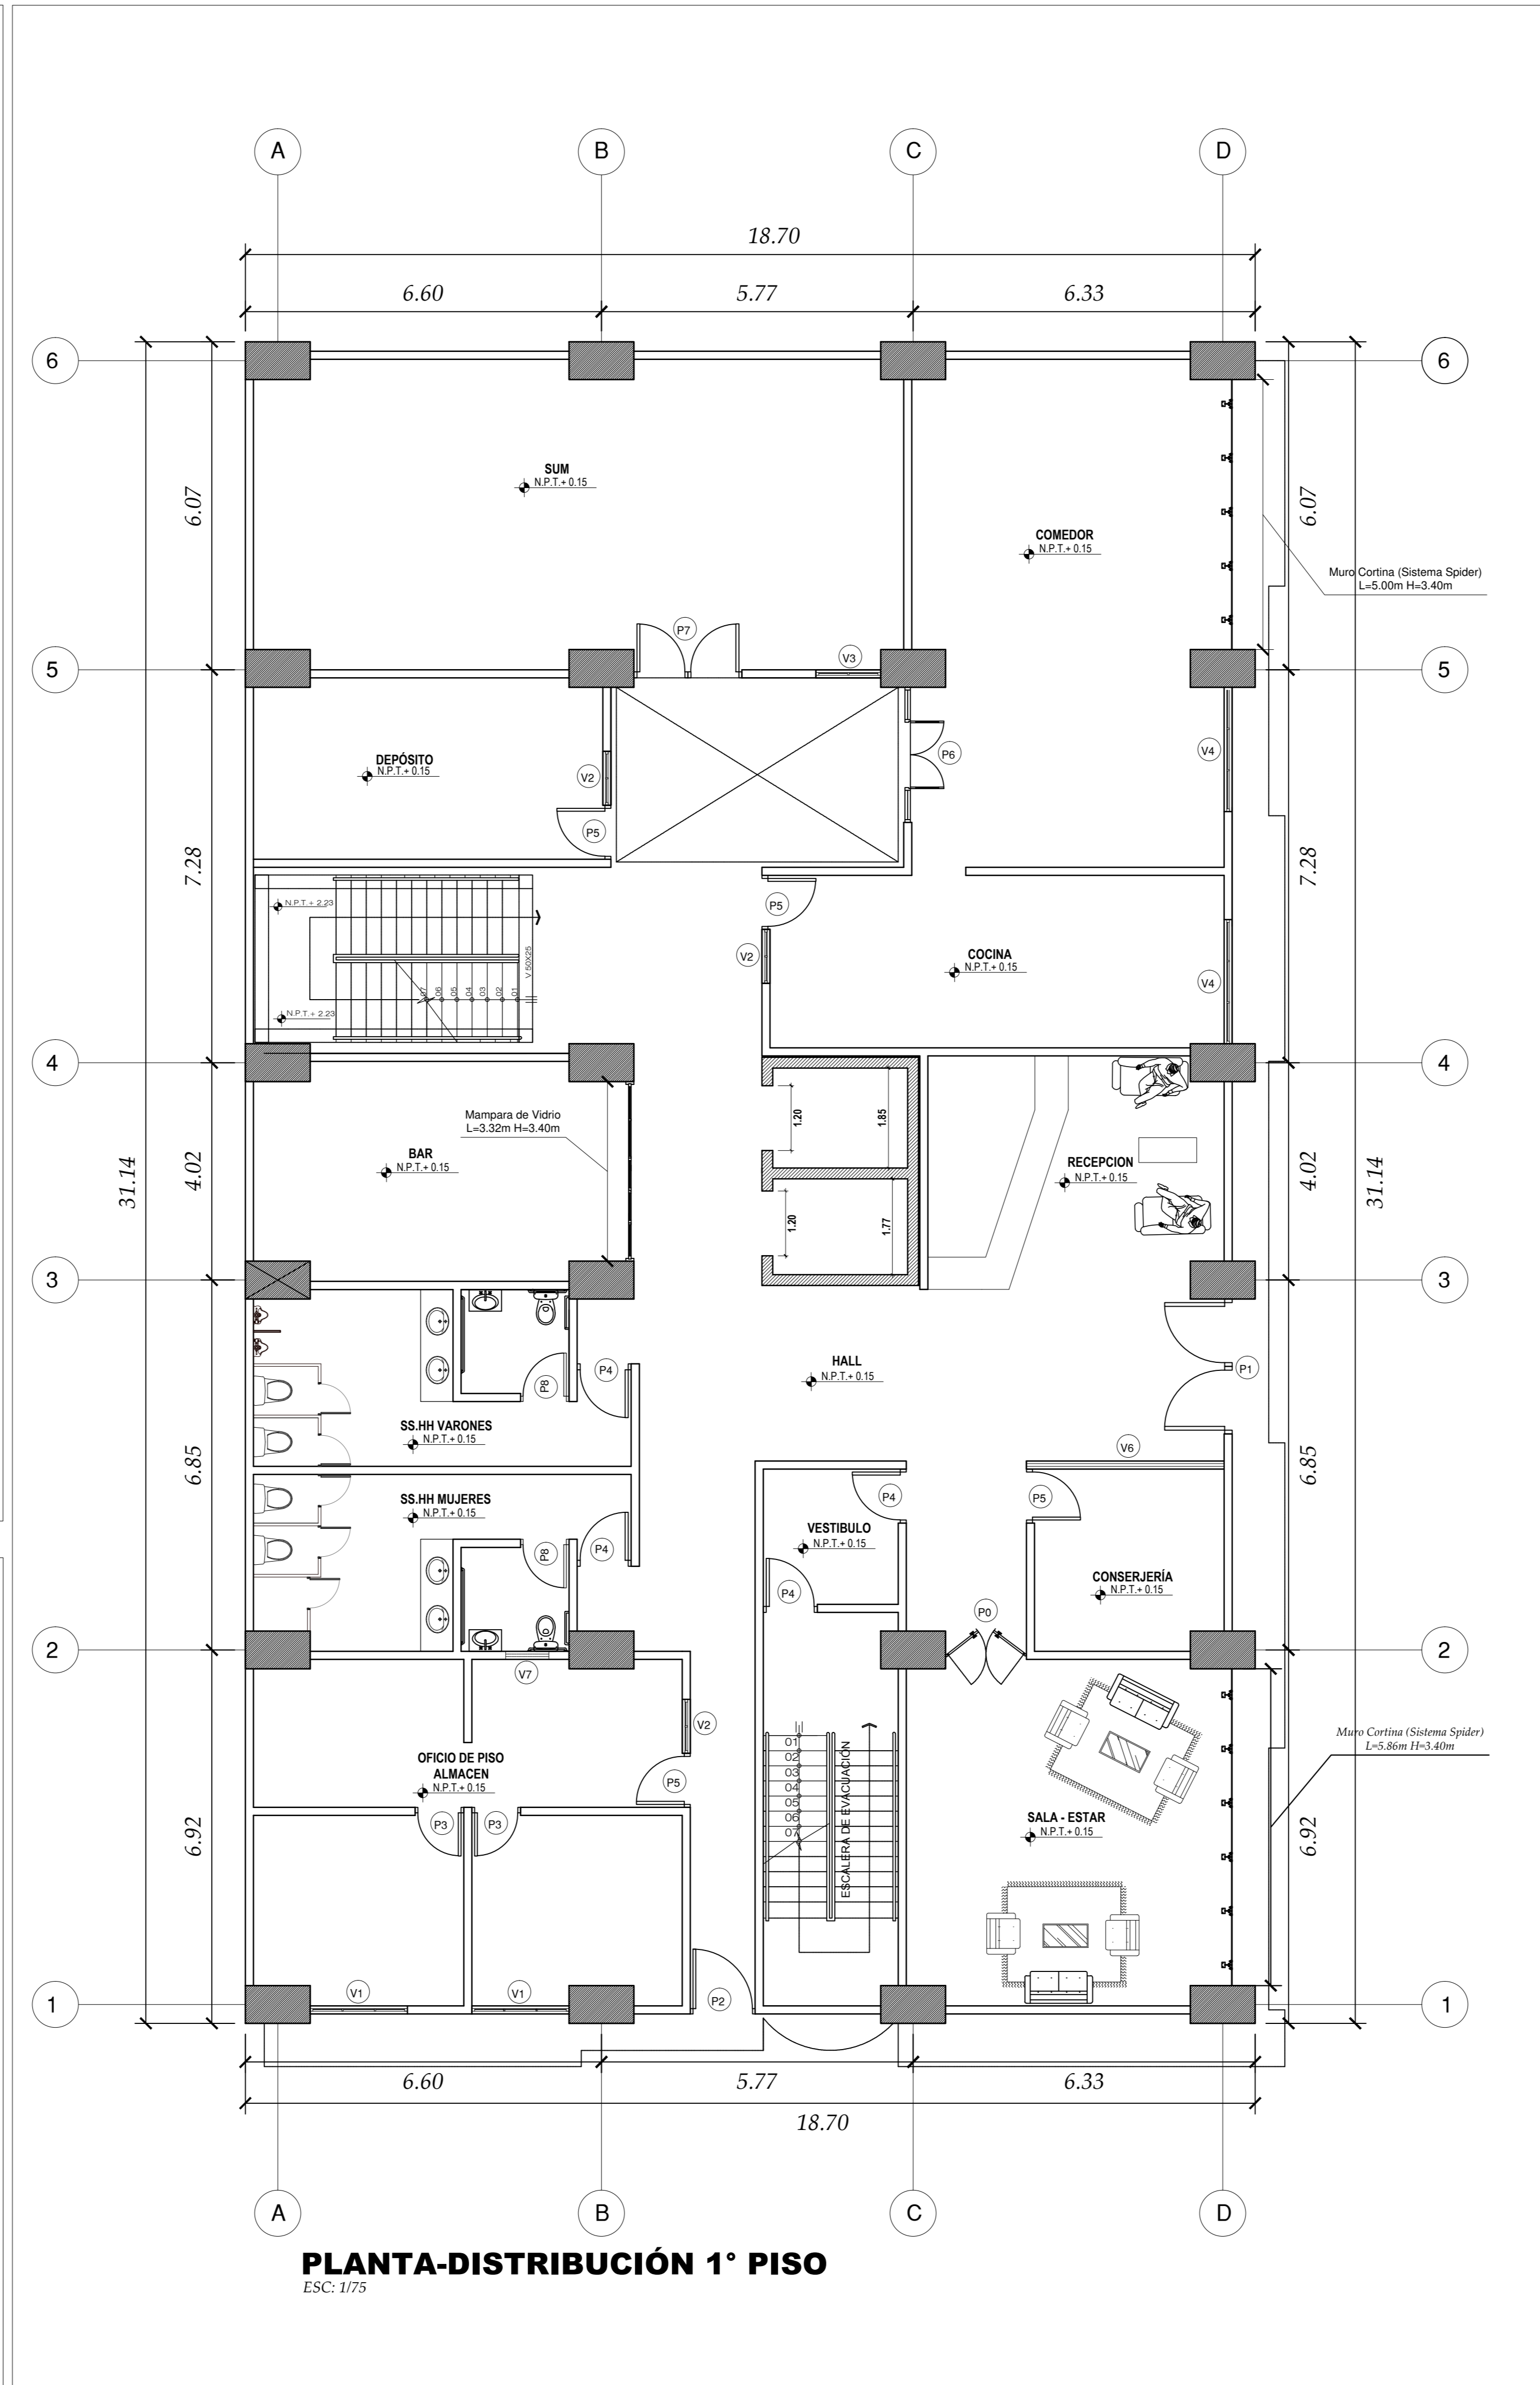 A
B
C
D
18.70
6.60
5.77
6.33
6
6
6.07
SUM
N.P.T.+ 0.15
6.07
COMEDOR
N.P.T.+ 0.15
Muro Cortina (Sistema Spider)
L=5.00m H=3.40m
P7
V3
5
5
DEPÓSITO
N.P.T.+ 0.15
V2
P6
V4
P5
7.28
7.28
N.P.T.+ 2.23
P5
V 50X25
V2
COCINA
N.P.T.+ 0.15
V4
07
06
05
04
03
02
01
N.P.T.+ 2.23
4
4
Mampara de Vidrio
L=3.32m H=3.40m
1.20
1.85
BAR
N.P.T.+ 0.15
RECEPCION
N.P.T.+ 0.15
31.14
4.02
4.02
31.14
1.20
1.77
3
3
HALL
N.P.T.+ 0.15
P4
P8
P1
SS.HH VARONES
N.P.T.+ 0.15
V6
6.85
6.85
SS.HH MUJERES
N.P.T.+ 0.15
P4
P5
VESTIBULO
N.P.T.+ 0.15
P8
P4
CONSERJERÍA
N.P.T.+ 0.15
P4
P0
2
2
V7
V2
Muro Cortina (Sistema Spider)
L=5.86m H=3.40m
OFICIO DE PISO
ALMACEN
N.P.T.+ 0.15
P5
01
02
03
04
05
06
07
ESCALERA DE EVACUACIÓN
SALA - ESTAR
N.P.T.+ 0.15
P3
P3
6.92
6.92
V1
V1
P2
1
1
6.60
5.77
6.33
18.70
A
B
C
D
PLANTA-DISTRIBUCIÓN 1° PISO
ESC: 1/75